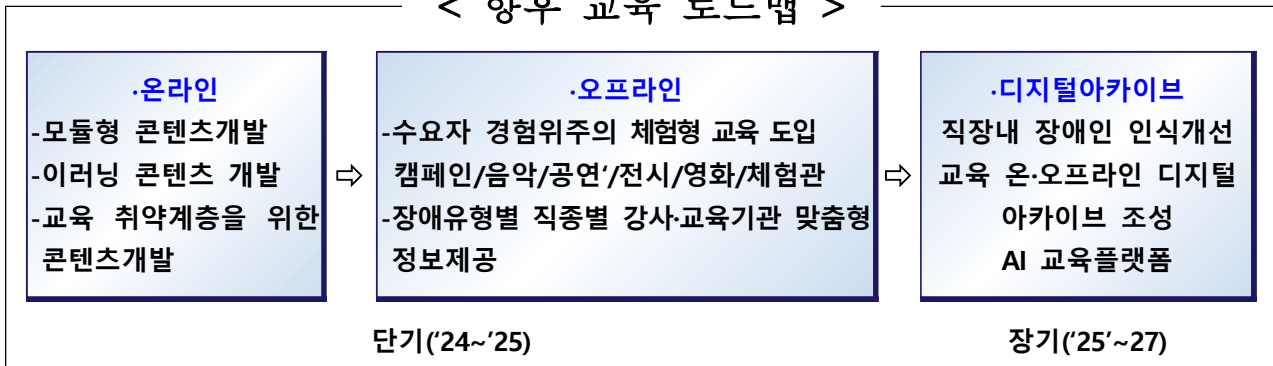 < 향후 교육 로드맵 >
·온라인
-모듈형 콘텐츠개발
-이러닝 콘텐츠 개발
-교육 취약계층을 위한
콘텐츠개발
⇨
·오프라인
-수요자 경험위주의 체험형 교육 도입
캠페인/음악/공연‘/전시/영화/체험관
-장애유형별 직종별 강사·교육기관 맞춤형
정보제공
⇨
·디지털아카이브
직장내 장애인 인식개선
교육 온·오프라인 디지털
아카이브 조성
AI 교육플랫폼
단기(‘24~’25)
장기(‘25’~27)